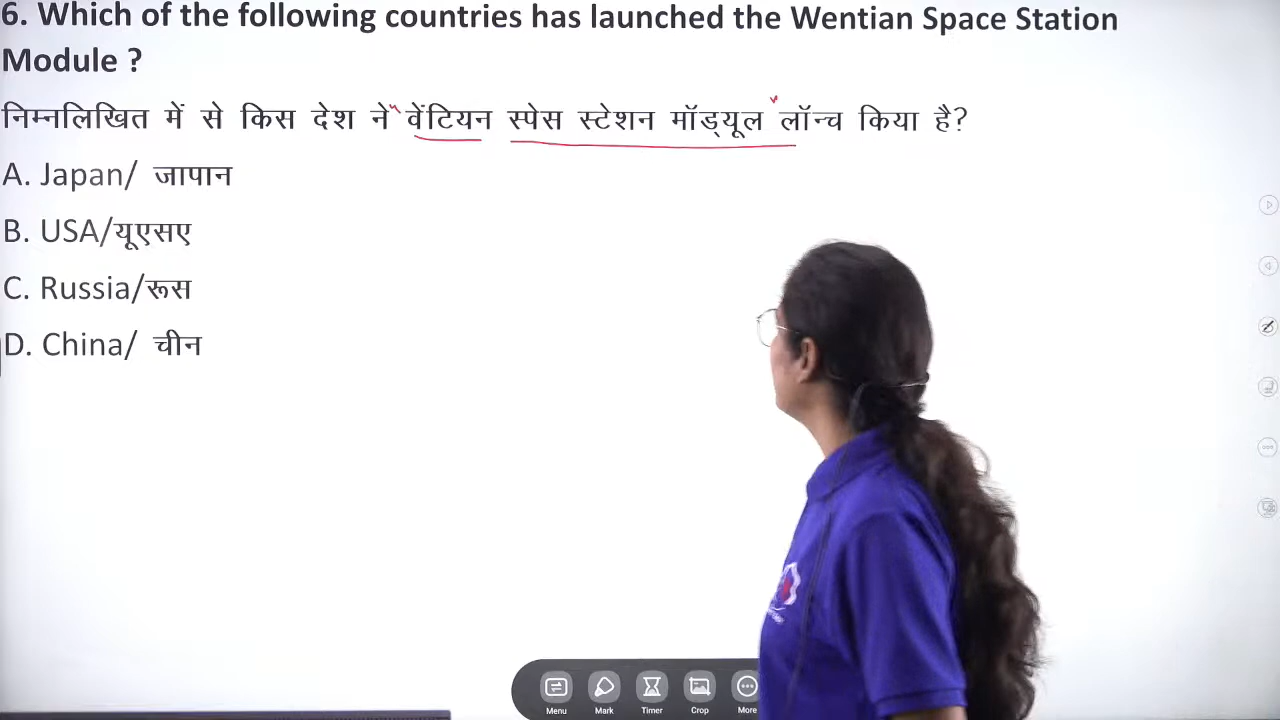 6. Which of the following countries has launched the Wentian Space Station
Module ?
निम्नलिखित में से किस देश ने वेंटियन स्पेस स्टेशन मॉड्यूल लॉन्च किया है?
A. Japan/ जापान
B. USA/यूएसए
C. Russia/रूस
D. China/ चीन
Menu Mark Timer Crop More